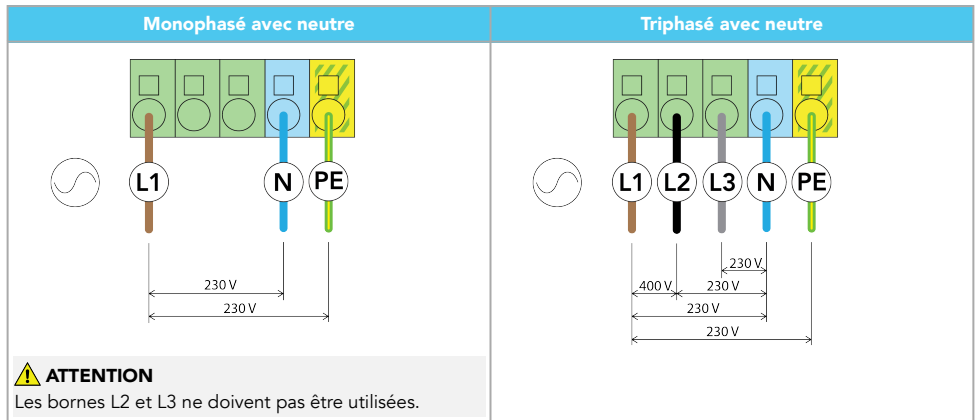 Monophasé avec neutre
L1 N PE
230 V
230 V
ATTENTION
Les bornes L2 et L3 ne doivent pas être utilisées.
Triphasé avec neutre
L1 L2 L3 N PE
230 V
400 V 230 V
230 V
230 V